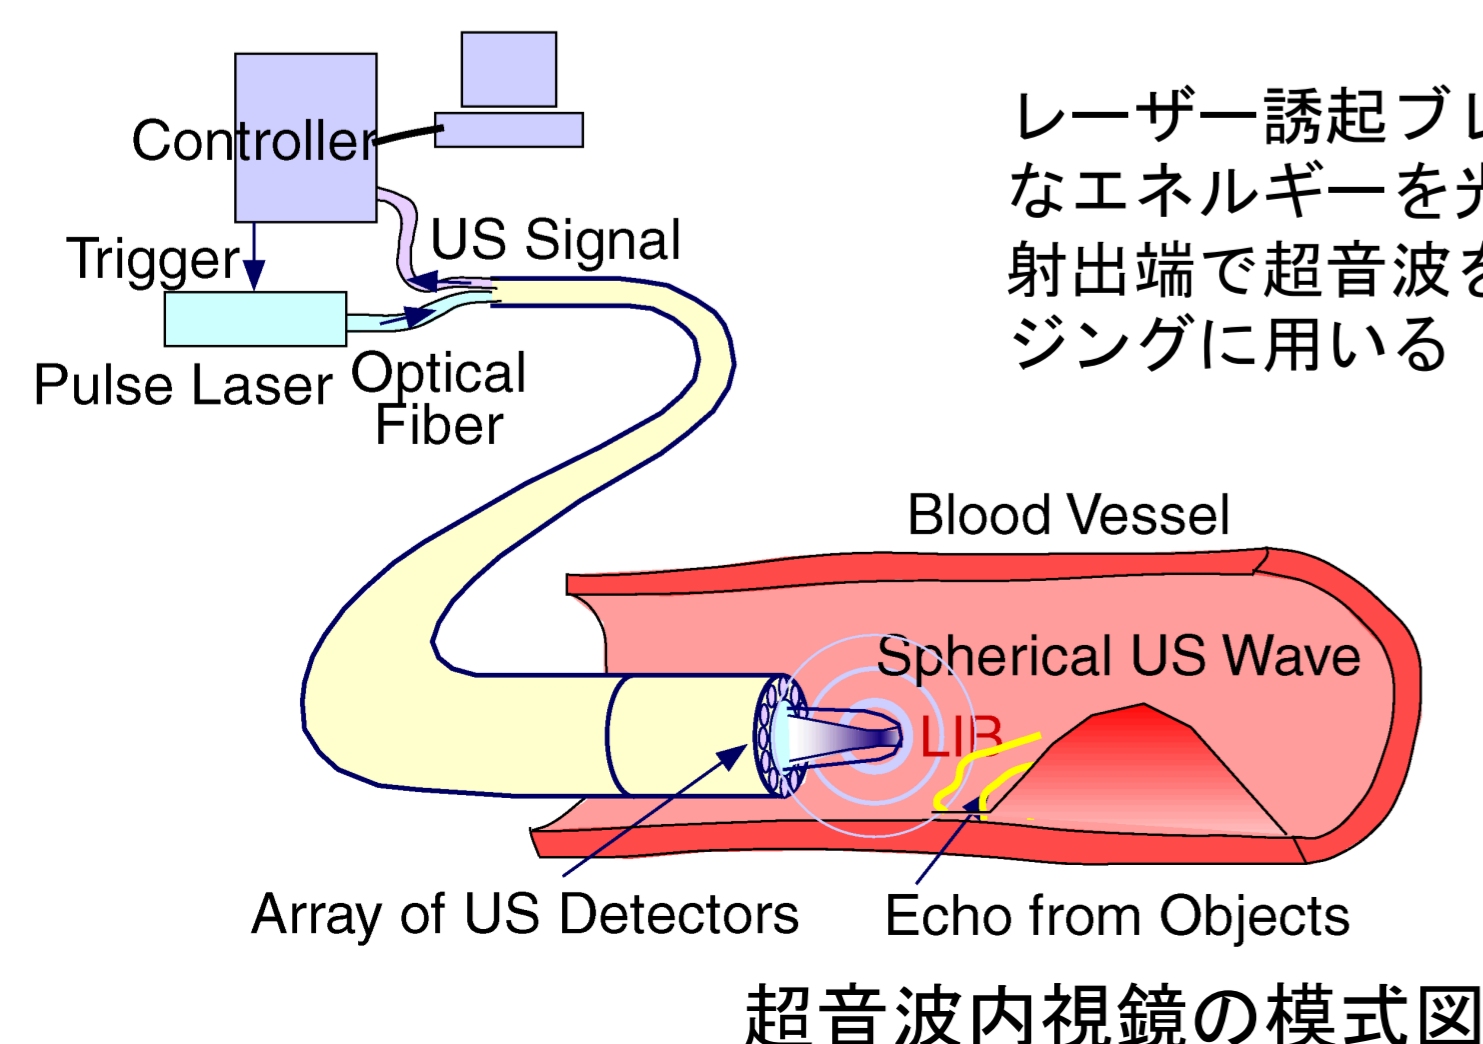 Controller
Trigger
US Signal
Pulse Laser
Optical
Fiber
レーザー誘起ブレ
なエネルギーを光
射出端で超音波を
ジングに用いる
Blood Vessel
Spherical US Wave
LIB
Array of US Detectors
Echo from Objects
超音波内視鏡の模式図